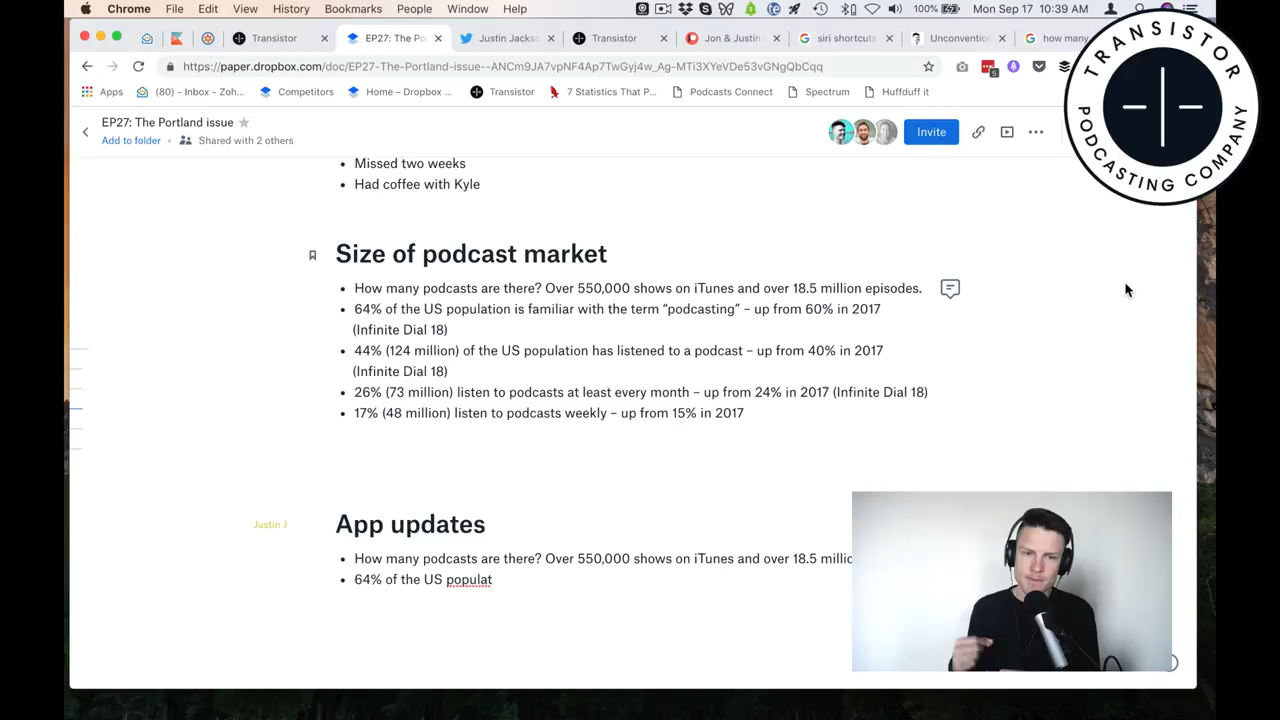 Chrome File Edit View History Bookmarks People Window Help 100% Mon Sep 17 10:39 AM
Transistor × EP27: The Po × Justin Jacks × Transistor × Jon & Justin × siri shortcuts × Unconventio × how many
https://paper.dropbox.com/doc/EP27-The-Portland-issue--ANCm9JA7vpNF4Ap7TwGyj4w_Ag-MTi3XYeVDe53vGNgQbCqq
Apps (80) - Inbox - Zoh... Competitors Home – Dropbox ... Transistor 7 Statistics That P... Podcasts Connect Spectrum Huffduff it
TRANSISTOR
PODCASTING COMPANY
EP27: The Portland issue
Add to folder • Shared with 2 others
Invite
• Missed two weeks
• Had coffee with Kyle
Size of podcast market
• How many podcasts are there? Over 550,000 shows on iTunes and over 18.5 million episodes.
• 64% of the US population is familiar with the term “podcasting” – up from 60% in 2017
(Infinite Dial 18)
• 44% (124 million) of the US population has listened to a podcast – up from 40% in 2017
(Infinite Dial 18)
• 26% (73 million) listen to podcasts at least every month – up from 24% in 2017 (Infinite Dial 18)
• 17% (48 million) listen to podcasts weekly – up from 15% in 2017
Justin J
App updates
• How many podcasts are there? Over 550,000 shows on iTunes and over 18.5 millio
• 64% of the US populat